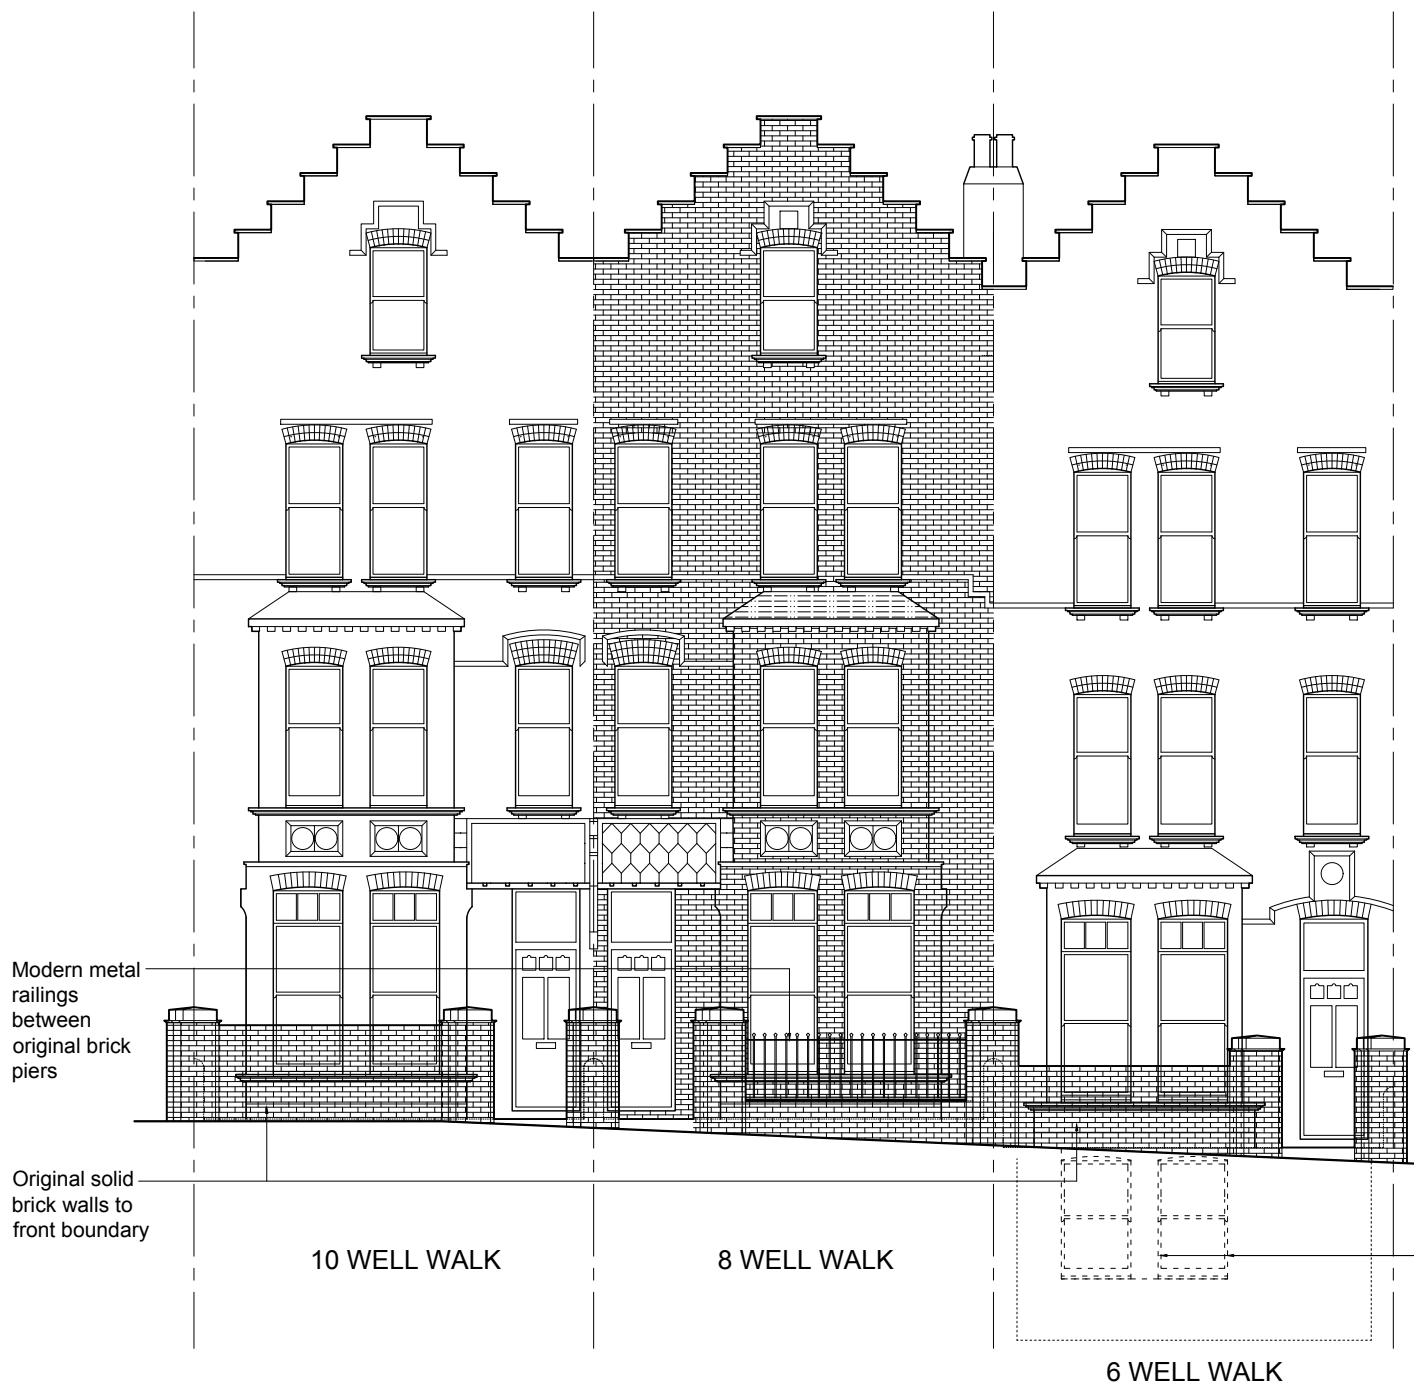 Modern metal
railings
between
original brick
piers
Original solid
brick walls to
front boundary
10 WELL WALK
8 WELL WALK
6 WELL WALK